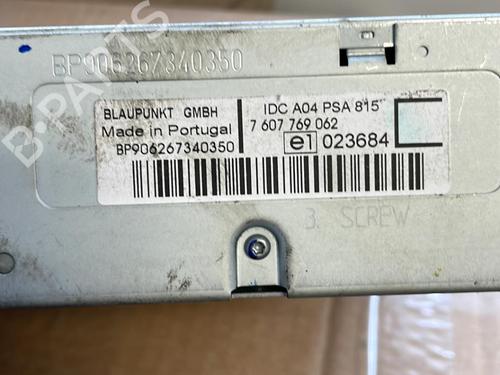 BP906267340350
BLAUPUNKT GMBH
Made in Portugal
BP906267340350
IDC A04 PSA 815
7 607 769 062
e1 023684
3. SCREW
B-PARTS